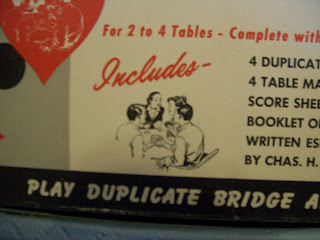 For 2 to 4 Tables - Complete with
Includes-
4 DUPLICAT
4 TABLE MA
SCORE SHEE
BOOKLET O
WRITTEN ES
BY CHAS. H.
PLAY DUPLICATE BRIDGE A